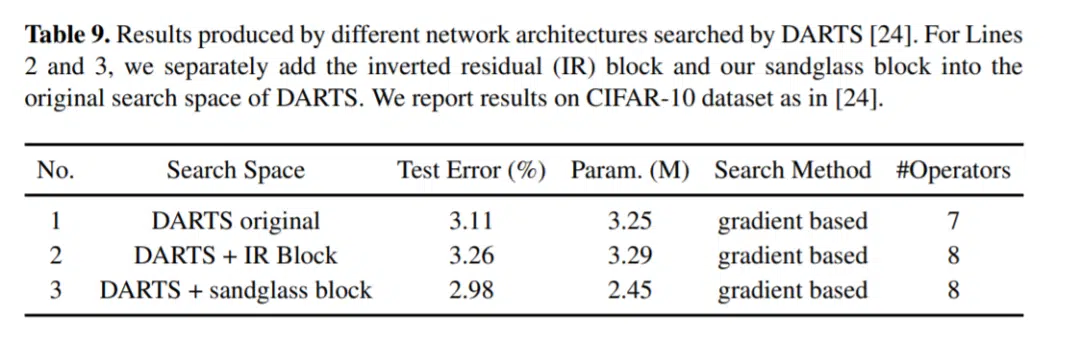 Table 9. Results produced by different network architectures searched by DARTS [24]. For Lines
2 and 3, we separately add the inverted residual (IR) block and our sandglass block into the
original search space of DARTS. We report results on CIFAR-10 dataset as in [24].
No. Search Space Test Error (%) Param. (M) Search Method #Operators
1 DARTS original 3.11 3.25 gradient based 7
2 DARTS + IR Block 3.26 3.29 gradient based 8
3 DARTS + sandglass block 2.98 2.45 gradient based 8